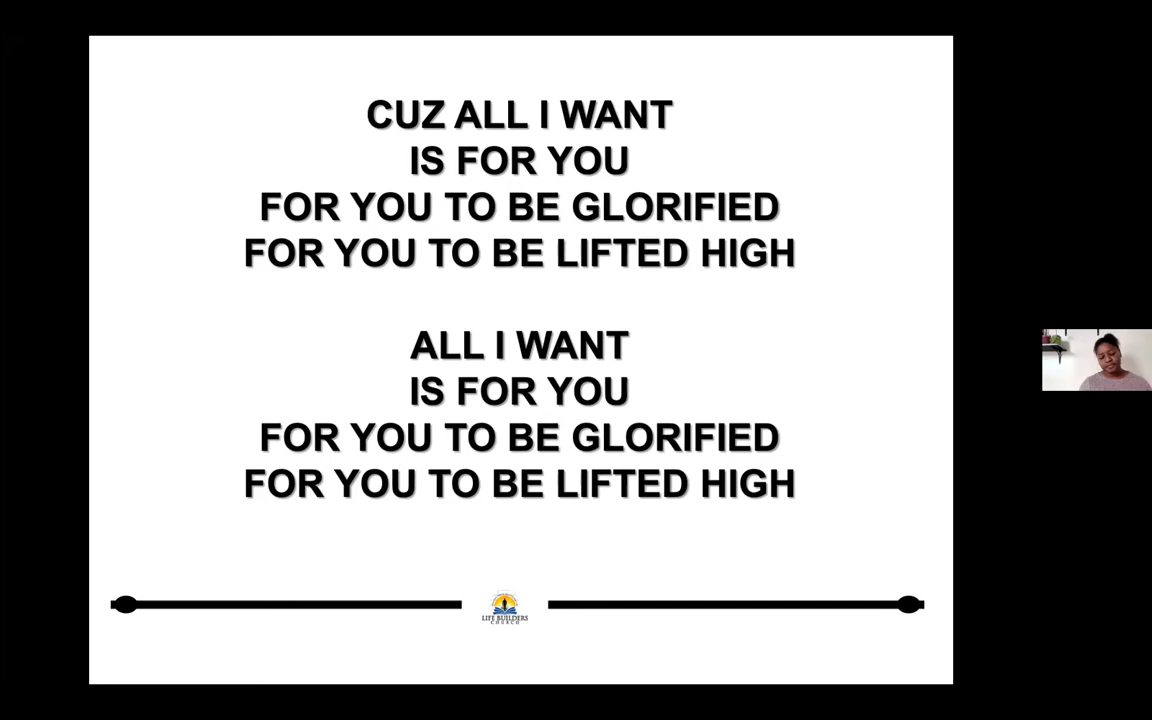 CUZ ALL I WANT
IS FOR YOU
FOR YOU TO BE GLORIFIED
FOR YOU TO BE LIFTED HIGH
ALL I WANT
IS FOR YOU
FOR YOU TO BE GLORIFIED
FOR YOU TO BE LIFTED HIGH
LIFE BUILDERS
CHURCH